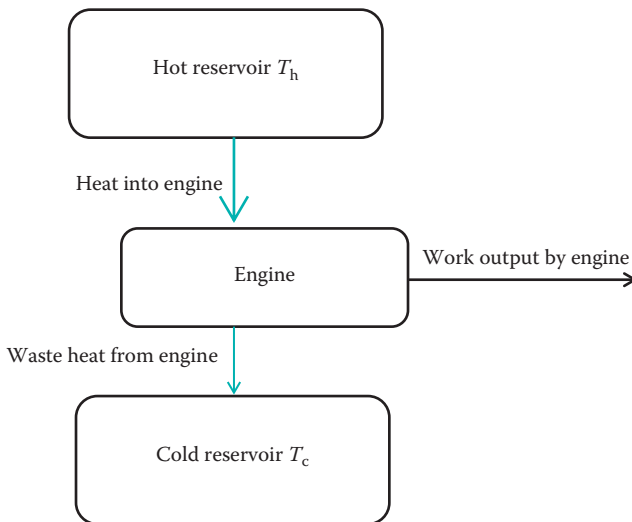 Hot reservoir Th
Heat into engine
Engine
Work output by engine
Waste heat from engine
Cold reservoir Tc